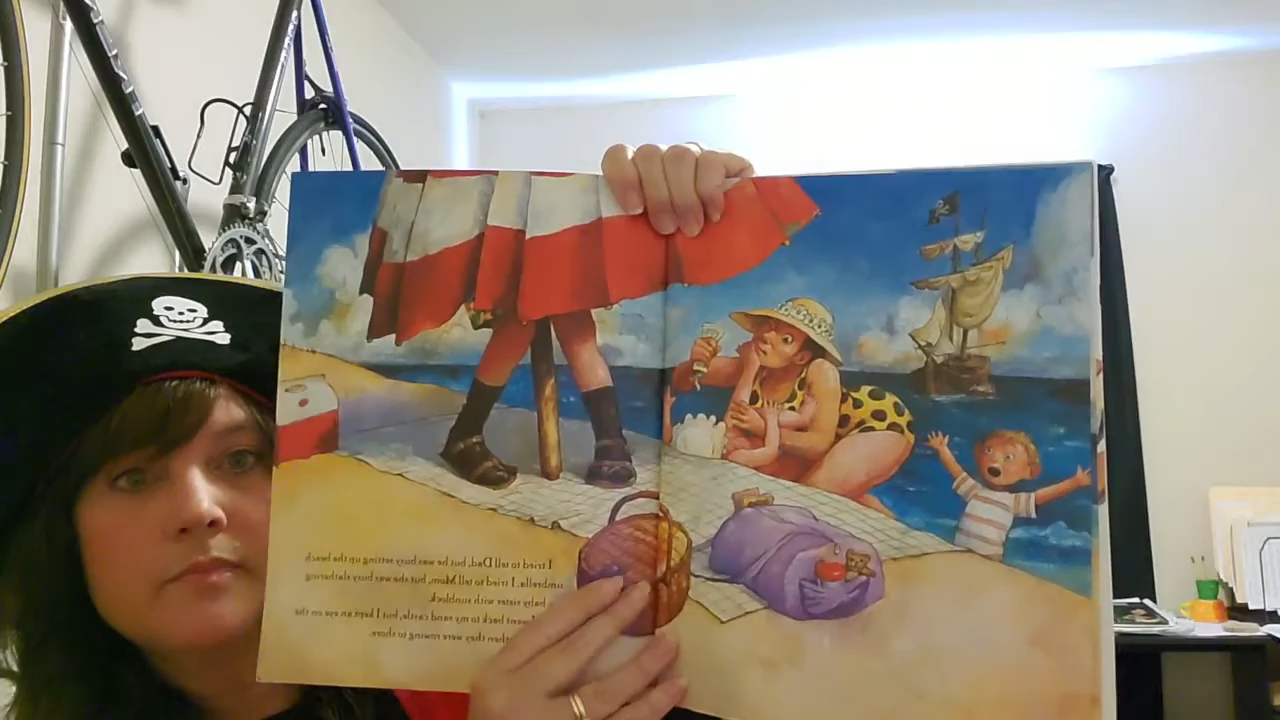 I tried to tell Dad, but he was busy setting up the beach
umbrella. I tried to tell Mom, but she was busy slathering
baby sister with sunblock.
went back to my sand castle, but I kept an eye on the
then they were rowing to shore.